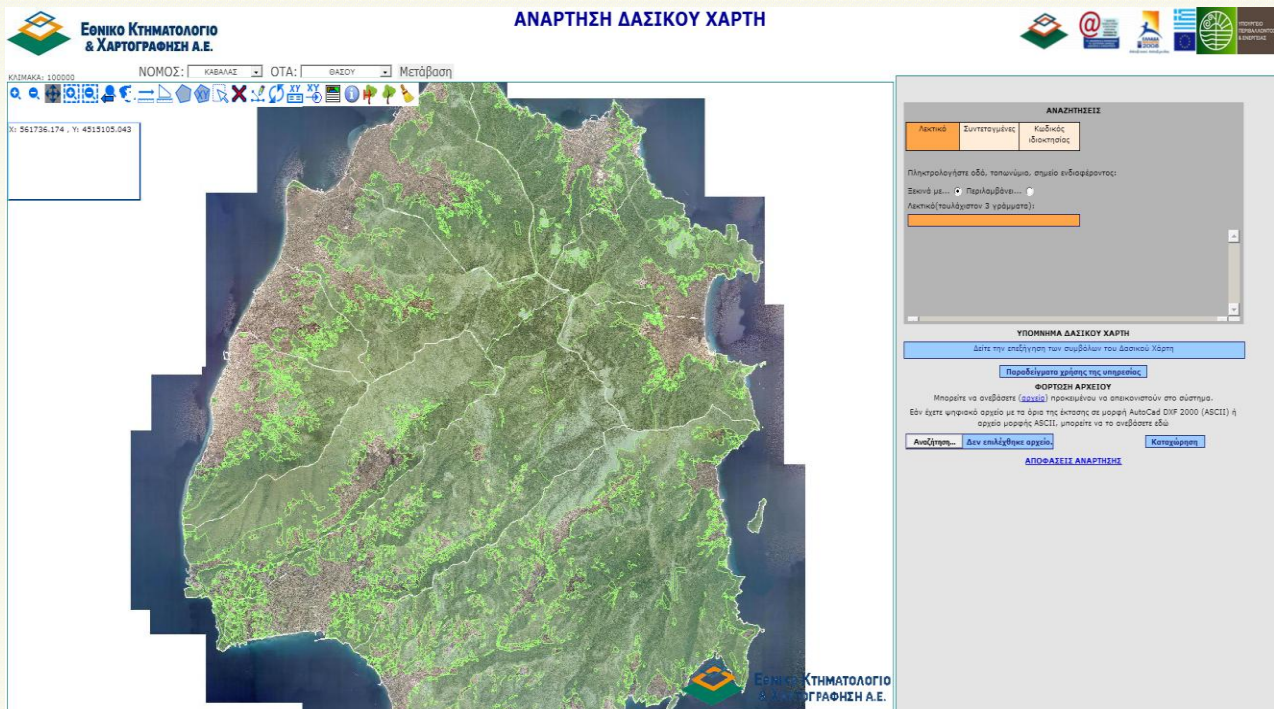 ΕΘΝΙΚΟ ΚΤΗΜΑΤΟΛΟΓΙΟ
& ΧΑΡΤΟΓΡΑΦΗΣΗ Α.Ε.
ΑΝΑΡΤΗΣΗ ΔΑΣΙΚΟΥ ΧΑΡΤΗ
ΥΠΟΥΡΓΕΙΟ
ΠΕΡΙΒΑΛΛΟΝΤΟΣ
& ΕΝΕΡΓΕΙΑΣ
ΚΛΙΜΑΚΑ: 100000
ΝΟΜΟΣ: ΚΑΒΑΛΑΣ ΟΤΑ: ΘΑΣΟΥ Μετάβαση
X: 561736.174 , Y: 4515105.043
ΑΝΑΖΗΤΗΣΕΙΣ
Λεκτικό Συντεταγμένες Κωδικός
ιδιοκτησίας
Πληκτρολογήστε οδό, τοπωνύμιο, σημείο ενδιαφέροντος:
Ξεκινά με... Περιλαμβάνει...
Λεκτικό(τουλάχιστον 3 γράμματα):
ΥΠΟΜΝΗΜΑ ΔΑΣΙΚΟΥ ΧΑΡΤΗ
Δείτε την επεξήγηση των συμβόλων του Δασικού Χάρτη
Παραδείγματα χρήσης της υπηρεσίας
ΦΟΡΤΩΣΗ ΑΡΧΕΙΟΥ
Μπορείτε να ανεβάσετε (αρχείο) προκειμένου να απεικονιστούν στο σύστημα.
Εάν έχετε ψηφιακό αρχείο με τα όρια της έκτασης σε μορφή AutoCad DXF 2000 (ASCII) ή
αρχείο μορφής ASCII, μπορείτε να το ανεβάσετε εδώ
Αναζήτηση... Δεν επιλέχθηκε αρχείο. Καταχώρηση
ΑΠΟΦΑΣΕΙΣ ΑΝΑΡΤΗΣΗΣ
ΕΘΝΙΚΟ ΚΤΗΜΑΤΟΛΟΓΙΟ
& ΧΑΡΤΟΓΡΑΦΗΣΗ Α.Ε.